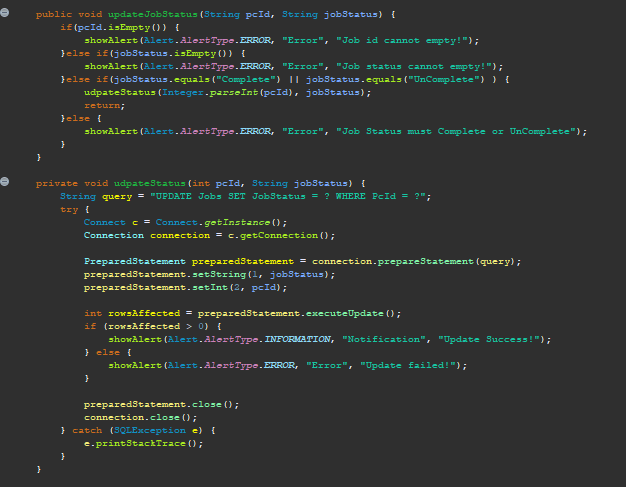 public void updateJobStatus(String pcId, String jobStatus) {
if(pcId.isEmpty()) {
showAlert(Alert.AlertType.ERROR, "Error", "Job id cannot empty!");
}else if(jobStatus.isEmpty()) {
showAlert(Alert.AlertType.ERROR, "Error", "Job status cannot empty!");
}else if(jobStatus.equals("Complete") || jobStatus.equals("UnComplete") ) {
udpateStatus(Integer.parseInt(pcId), jobStatus);
return;
}else {
showAlert(Alert.AlertType.ERROR, "Error", "Job Status must Complete or UnComplete");
}
}
private void udpateStatus(int pcId, String jobStatus) {
String query = "UPDATE Jobs SET JobStatus = ? WHERE PcId = ?";
try {
Connect c = Connect.getInstance();
Connection connection = c.getConnection();
PreparedStatement preparedStatement = connection.prepareStatement(query);
preparedStatement.setString(1, jobStatus);
preparedStatement.setInt(2, pcId);
int rowsAffected = preparedStatement.executeUpdate();
if (rowsAffected > 0) {
showAlert(Alert.AlertType.INFORMATION, "Notification", "Update Success!");
} else {
showAlert(Alert.AlertType.ERROR, "Error", "Update failed!");
}
preparedStatement.close();
connection.close();
} catch (SQLException e) {
e.printStackTrace();
}
}